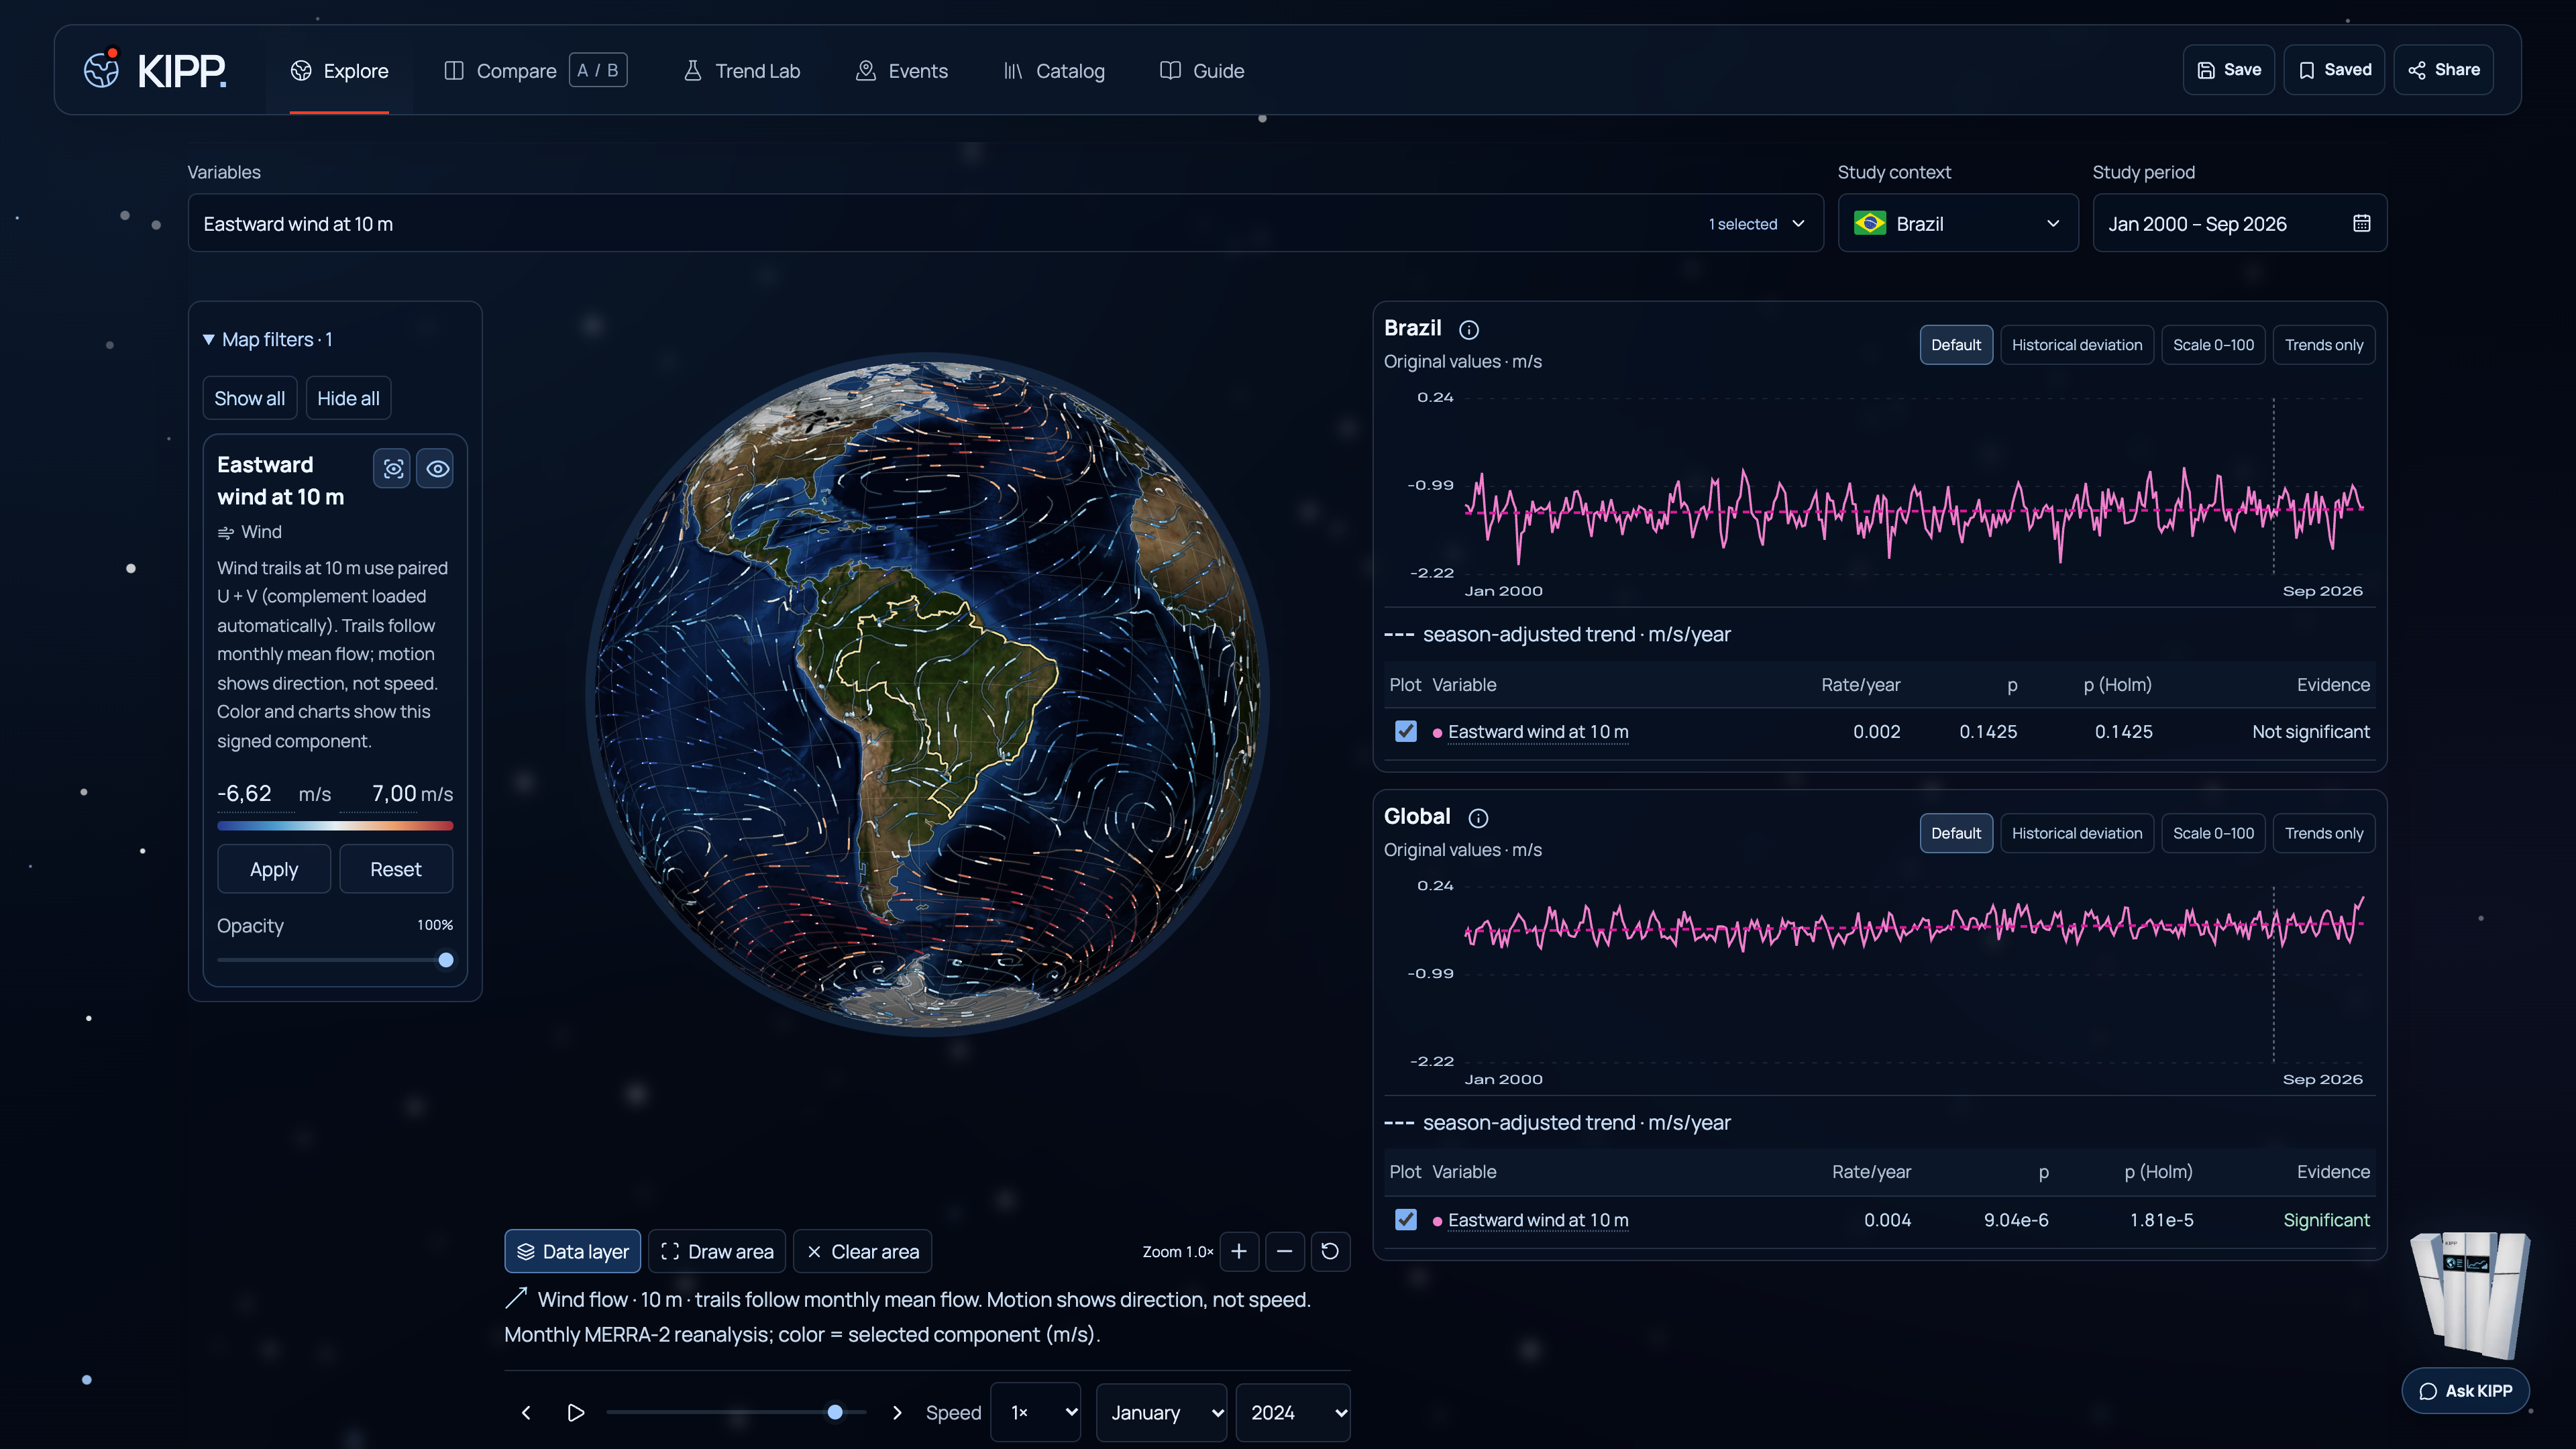 KIPP.
Explore
Compare A / B
Trend Lab
Events
Catalog
Guide
Save
Saved
Share
Variables
Eastward wind at 10 m
1 selected
Study context
Brazil
Study period
Jan 2000 – Sep 2026
Map filters · 1
Show all
Hide all
Eastward
wind at 10 m
Wind
Wind trails at 10 m use paired
U + V (complement loaded
automatically). Trails follow
monthly mean flow; motion
shows direction, not speed.
Color and charts show this
signed component.
-6,62 m/s 7,00 m/s
Apply
Reset
Opacity 100%
Data layer
Draw area
Clear area
Zoom 1.0×
Wind flow · 10 m · trails follow monthly mean flow. Motion shows direction, not speed.
Monthly MERRA-2 reanalysis; color = selected component (m/s).
Speed 1× January 2024
Brazil
Original values · m/s
Default
Historical deviation
Scale 0–100
Trends only
0.24
-0.99
-2.22
Jan 2000 Sep 2026
season-adjusted trend · m/s/year
Plot Variable Rate/year p p (Holm) Evidence
Eastward wind at 10 m 0.002 0.1425 0.1425 Not significant
Global
Original values · m/s
Default
Historical deviation
Scale 0–100
Trends only
0.24
-0.99
-2.22
Jan 2000 Sep 2026
season-adjusted trend · m/s/year
Plot Variable Rate/year p p (Holm) Evidence
Eastward wind at 10 m 0.004 9.04e-6 1.81e-5 Significant
KIPP
Ask KIPP